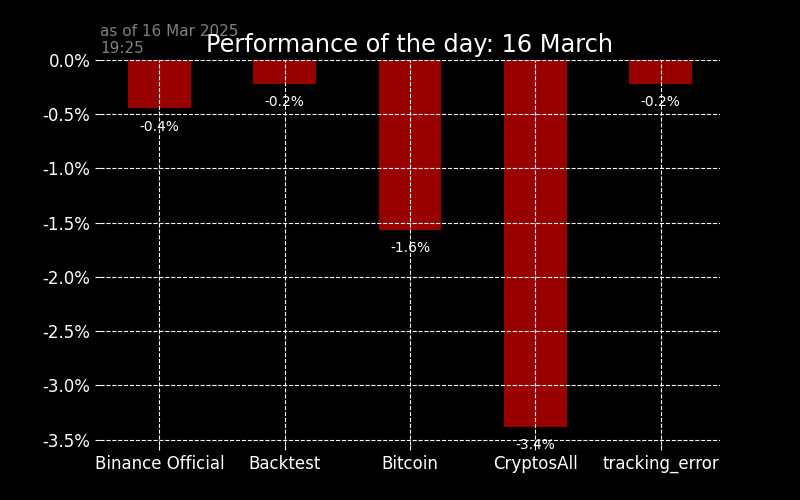 as of 16 Mar 2025
19:25
Performance of the day: 16 March
0.0%
-0.5%
-1.0%
-1.5%
-2.0%
-2.5%
-3.0%
-3.5%
-0.4%
-0.2%
-1.6%
-3.4%
-0.2%
Binance Official
Backtest
Bitcoin
CryptosAll
tracking_error